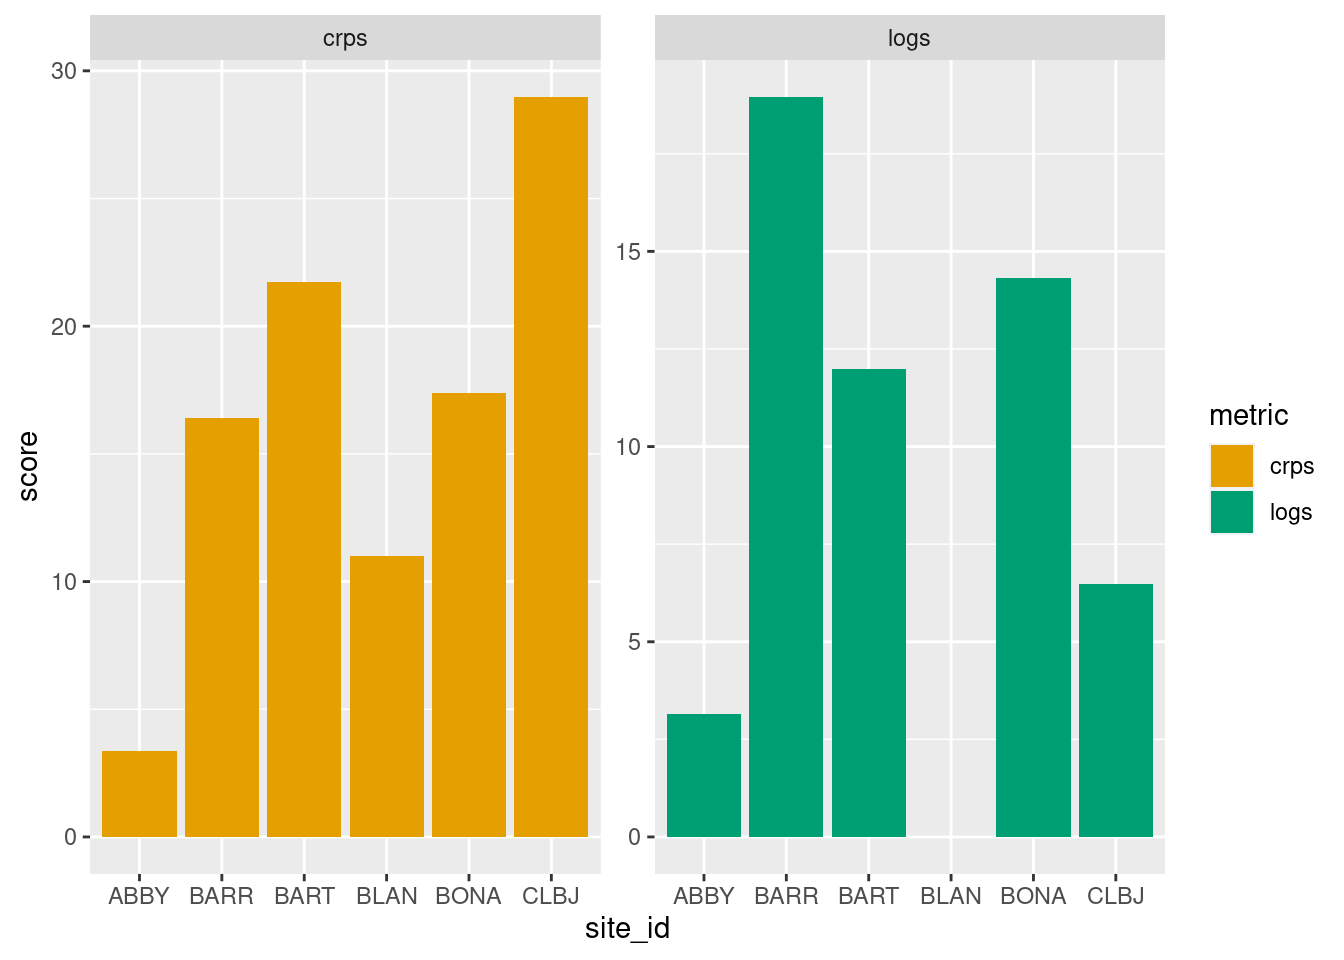 crps
logs
30
20
10
0
15
10
5
0
score
ABBY BARR BART BLAN BONA CLBJ
ABBY BARR BART BLAN BONA CLBJ
site_id
metric
crps
logs